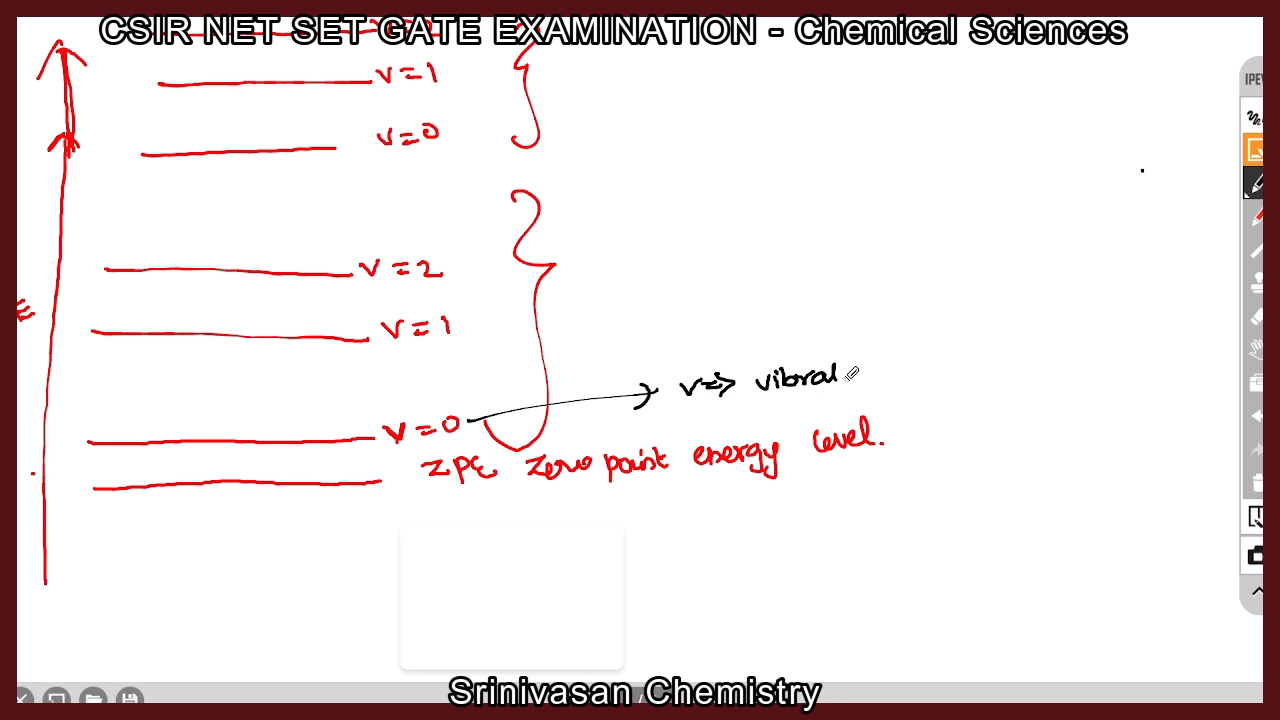 CSIR NET SET GATE EXAMINATION - Chemical Sciences
v=1
v=0
v=2
E
v=1
v=> vibrat
v=0
ZPE Zero point energy level.
Srinivasan Chemistry